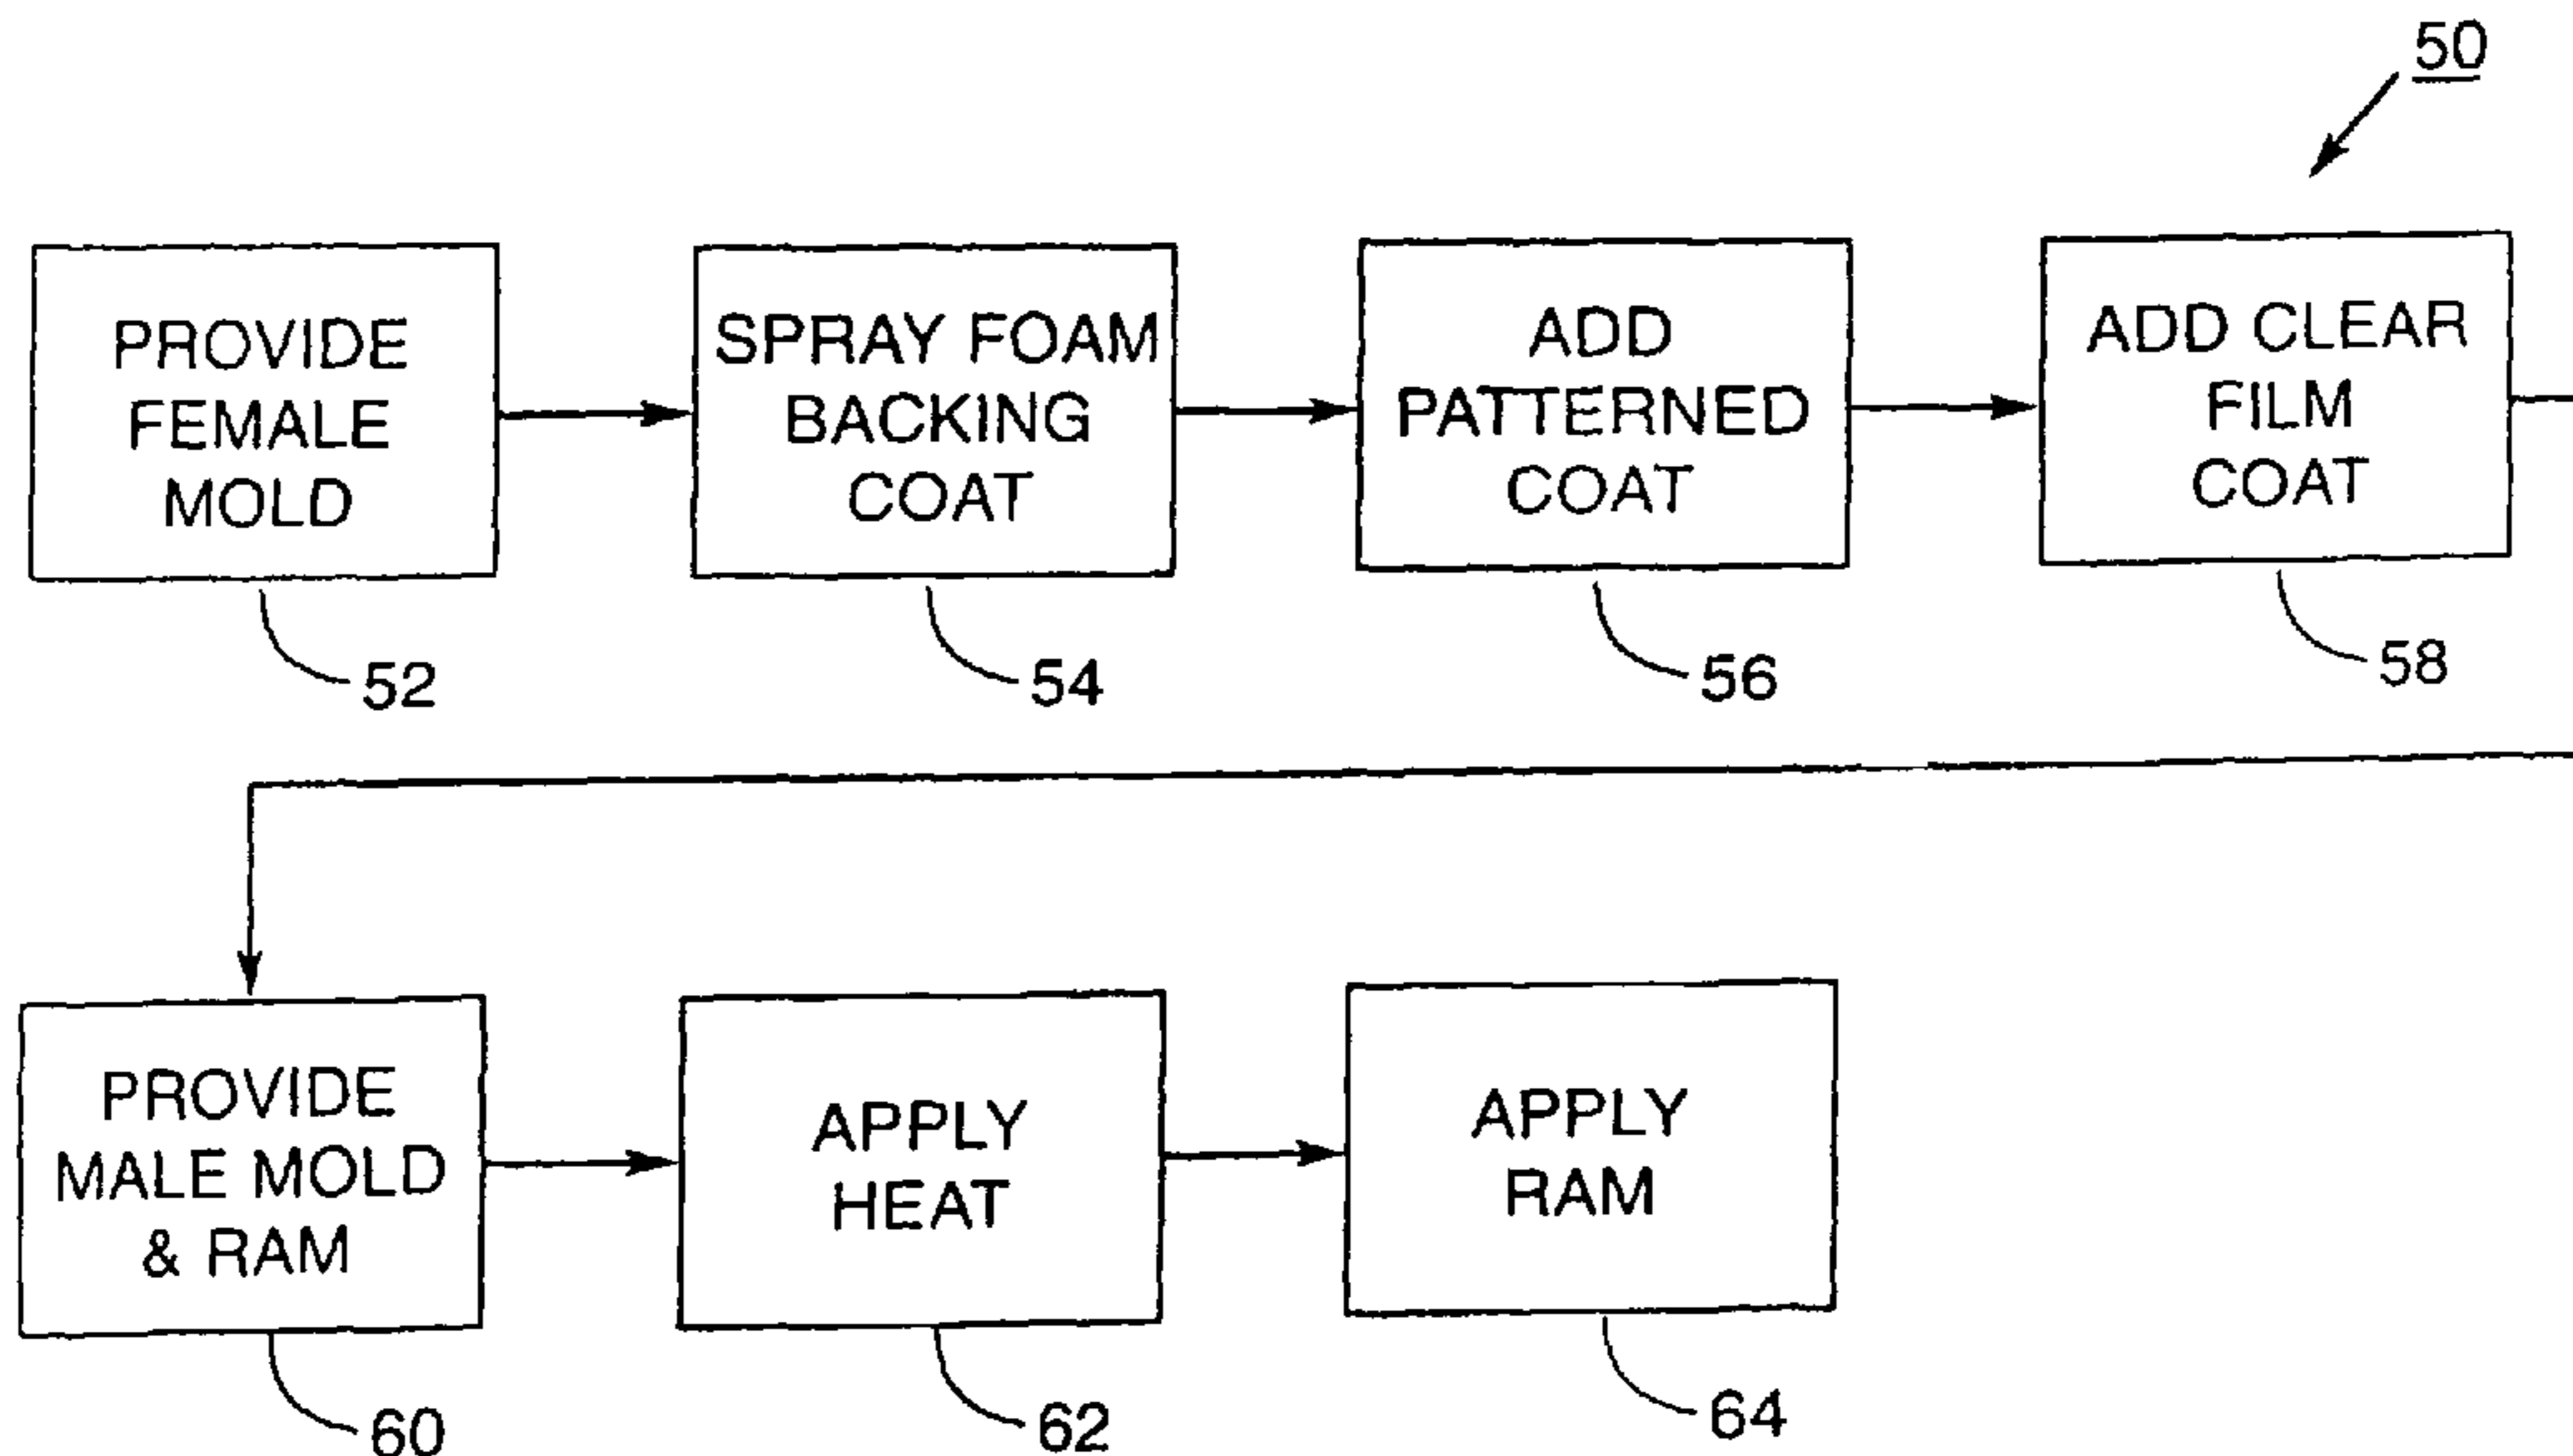 50
PROVIDE
FEMALE
MOLD
SPRAY FOAM
BACKING
COAT
ADD
PATTERNED
COAT
ADD CLEAR
FILM
COAT
52
54
56
58
PROVIDE
MALE MOLD
& RAM
APPLY
HEAT
APPLY
RAM
60
62
64